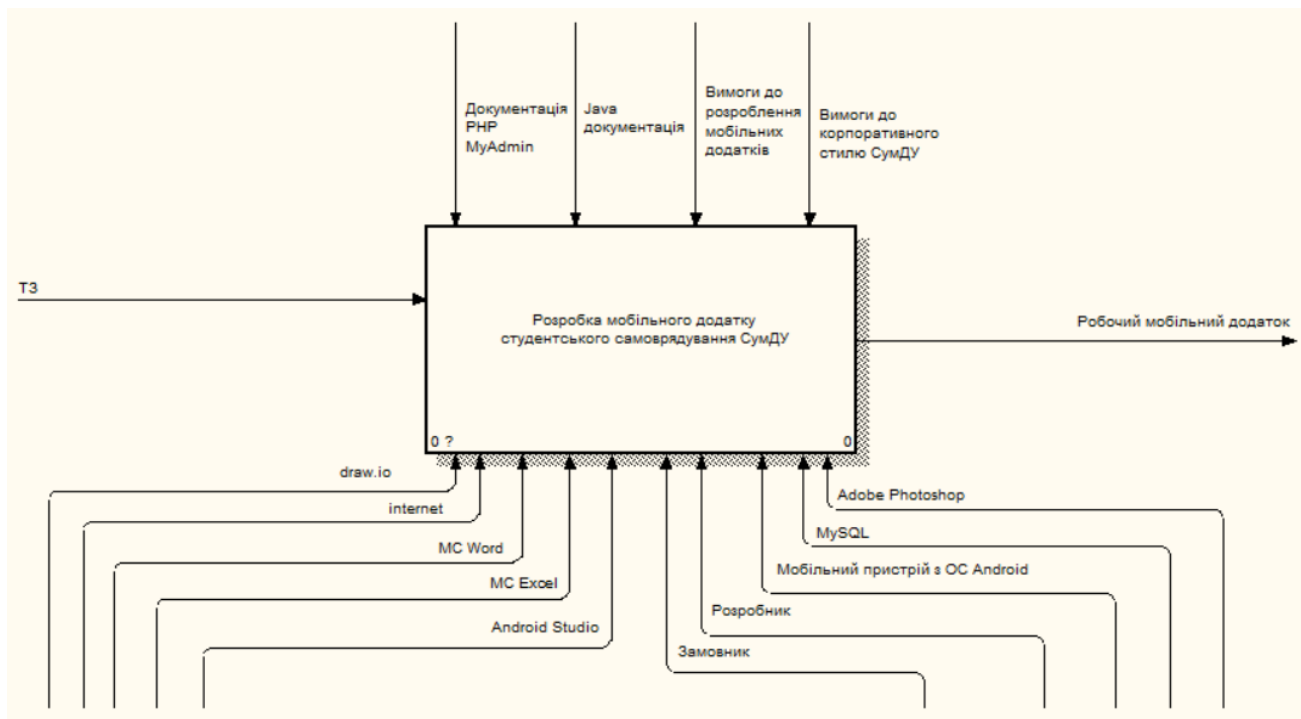 Документація
PHP
MyAdmin
Java
документація
Вимоги до
розроблення
мобільних
додатків
Вимоги до
корпоративного
стилю СумДУ
ТЗ
Розробка мобільного додатку
студентського самоврядування СумДУ
0 ?
0
Робочий мобільний додаток
draw.io
internet
МС Word
МС Excel
Android Studio
Adobe Photoshop
MySQL
Мобільний пристрій з ОС Android
Розробник
Замовник